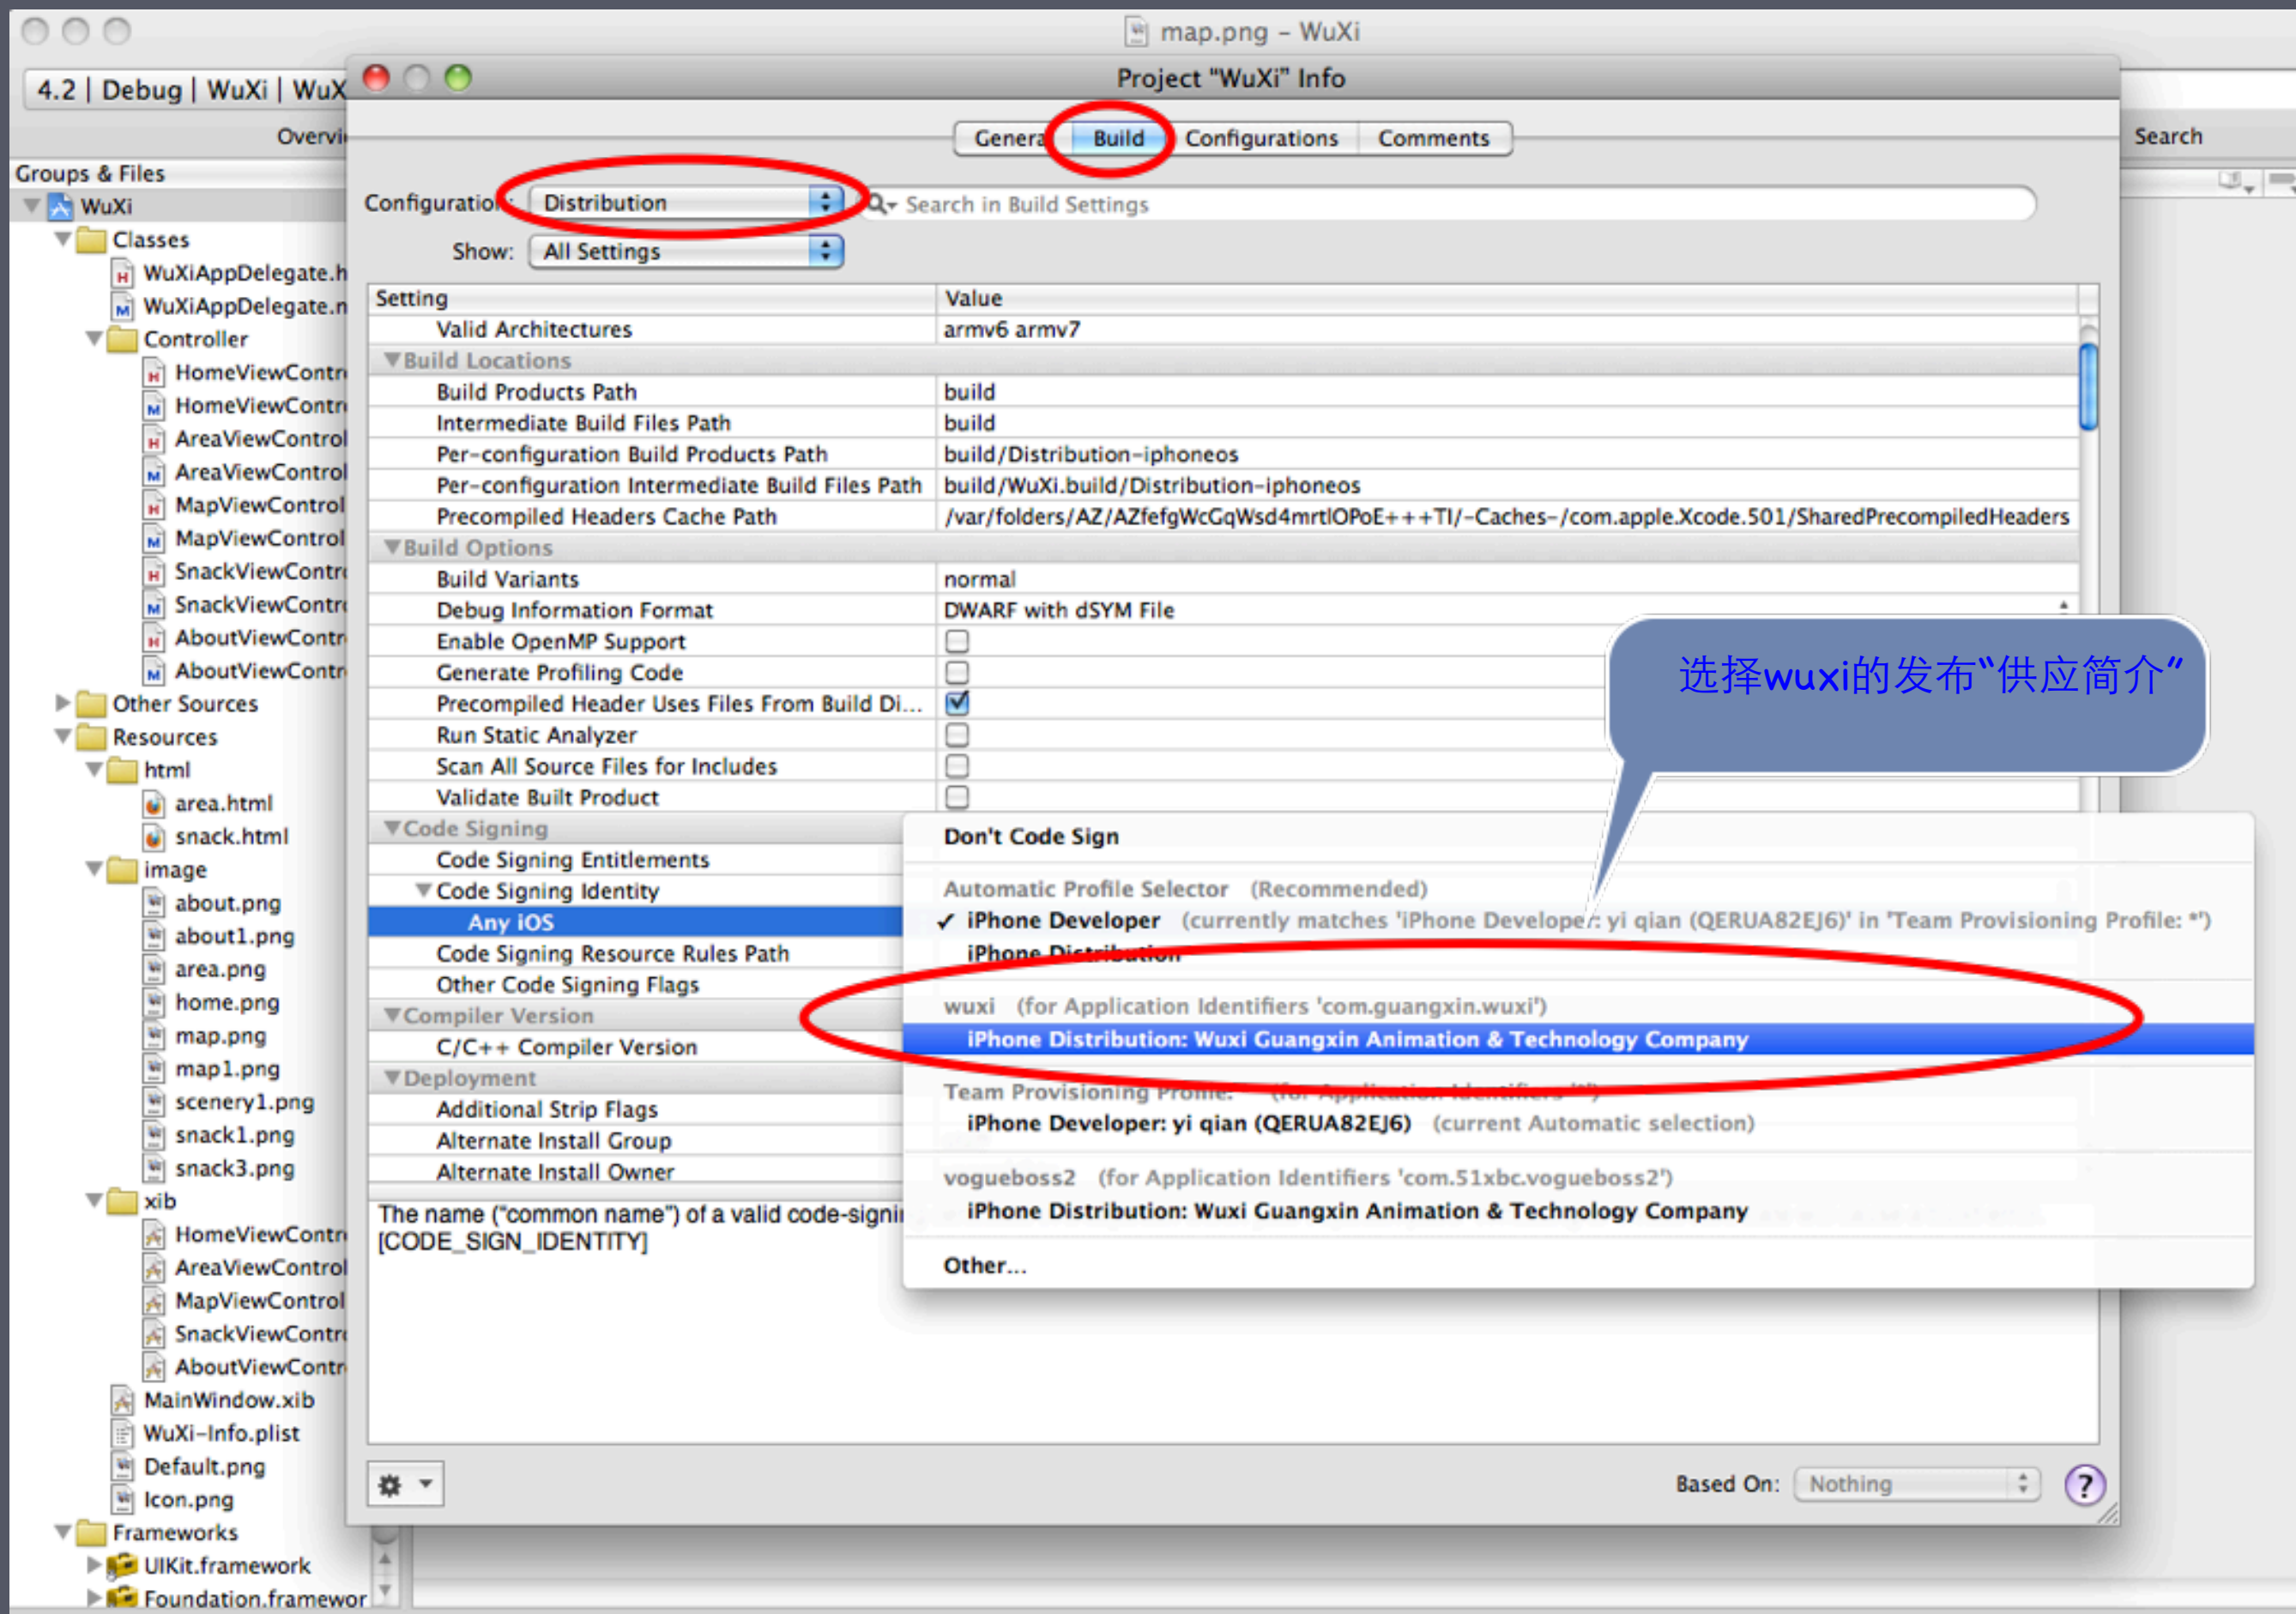 map.png – WuXi
4.2 | Debug | WuXi | WuX
Overvi
Search
Groups & Files
WuXi
Classes
WuXiAppDelegate.h
WuXiAppDelegate.n
Controller
HomeViewContr
HomeViewContr
AreaViewControl
AreaViewControl
MapViewControl
MapViewControl
SnackViewContr
SnackViewContr
AboutViewContr
AboutViewContr
Other Sources
Resources
html
area.html
snack.html
image
about.png
about1.png
area.png
home.png
map.png
map1.png
scenery1.png
snack1.png
snack3.png
xib
HomeViewContr
AreaViewControl
MapViewControl
SnackViewContr
AboutViewContr
MainWindow.xib
WuXi-Info.plist
Default.png
Icon.png
Frameworks
UIKit.framework
Foundation.framewor
Project "WuXi" Info
Genera Build Configurations Comments
Configuration: Distribution
Search in Build Settings
Show: All Settings
Setting Value
Valid Architectures armv6 armv7
Build Locations
Build Products Path build
Intermediate Build Files Path build
Per-configuration Build Products Path build/Distribution-iphoneos
Per-configuration Intermediate Build Files Path build/WuXi.build/Distribution-iphoneos
Precompiled Headers Cache Path /var/folders/AZ/AZfefgWcGqWsd4mrtlOPoE+++TI/-Caches-/com.apple.Xcode.501/SharedPrecompiledHeaders
Build Options
Build Variants normal
Debug Information Format DWARF with dSYM File
Enable OpenMP Support
Generate Profiling Code
Precompiled Header Uses Files From Build Di...
Run Static Analyzer
Scan All Source Files for Includes
Validate Built Product
Code Signing
Code Signing Entitlements
Code Signing Identity
Any iOS
Code Signing Resource Rules Path
Other Code Signing Flags
Compiler Version
C/C++ Compiler Version
Deployment
Additional Strip Flags
Alternate Install Group
Alternate Install Owner
The name ("common name") of a valid code-signi
[CODE_SIGN_IDENTITY]
选择wuxi的发布“供应简介”
Don't Code Sign
Automatic Profile Selector (Recommended)
✓ iPhone Developer (currently matches 'iPhone Developer: yi qian (QERUA82EJ6)' in 'Team Provisioning Profile: *')
iPhone Distribution
wuxi (for Application Identifiers 'com.guangxin.wuxi')
iPhone Distribution: Wuxi Guangxin Animation & Technology Company
Team Provisioning Profile: (for Application Identifiers '*')
iPhone Developer: yi qian (QERUA82EJ6) (current Automatic selection)
vogueboss2 (for Application Identifiers 'com.51xbc.vogueboss2')
iPhone Distribution: Wuxi Guangxin Animation & Technology Company
Other...
Based On: Nothing
?